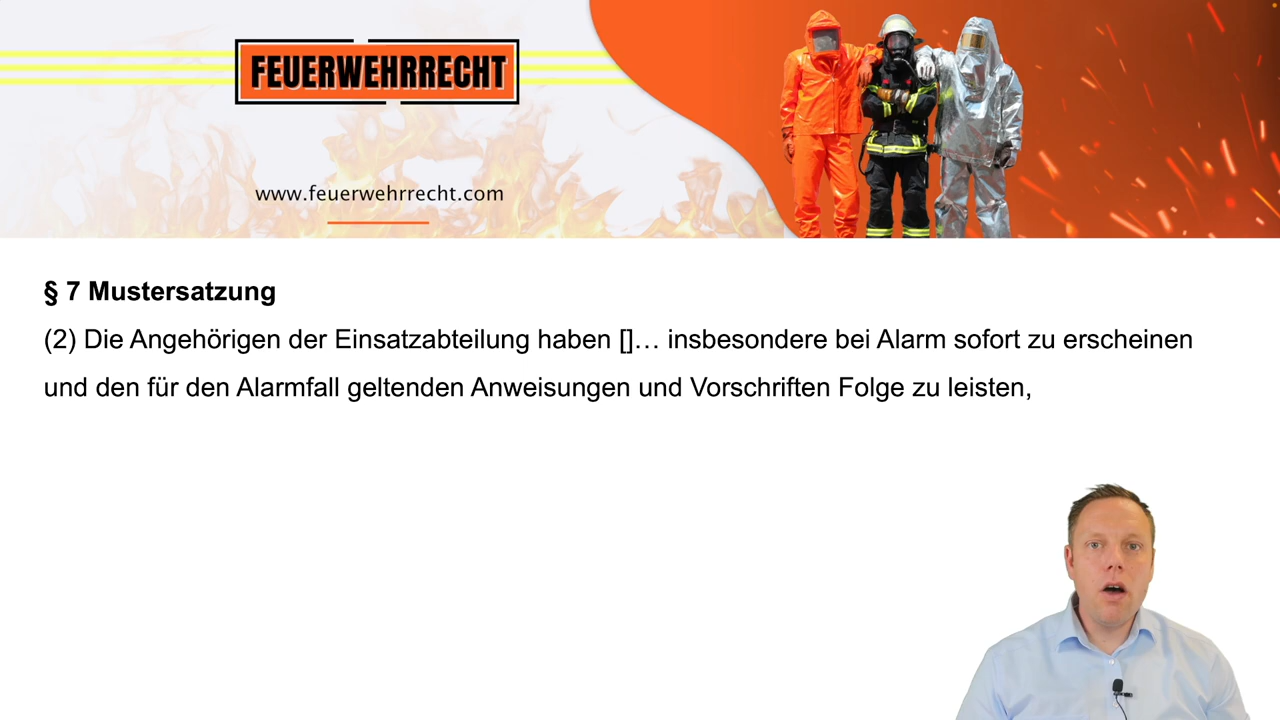 FEUERWEHRRECHT
www.feuerwehrrecht.com
§ 7 Mustersatzung
(2) Die Angehörigen der Einsatzabteilung haben []… insbesondere bei Alarm sofort zu erscheinen
und den für den Alarmfall geltenden Anweisungen und Vorschriften Folge zu leisten,